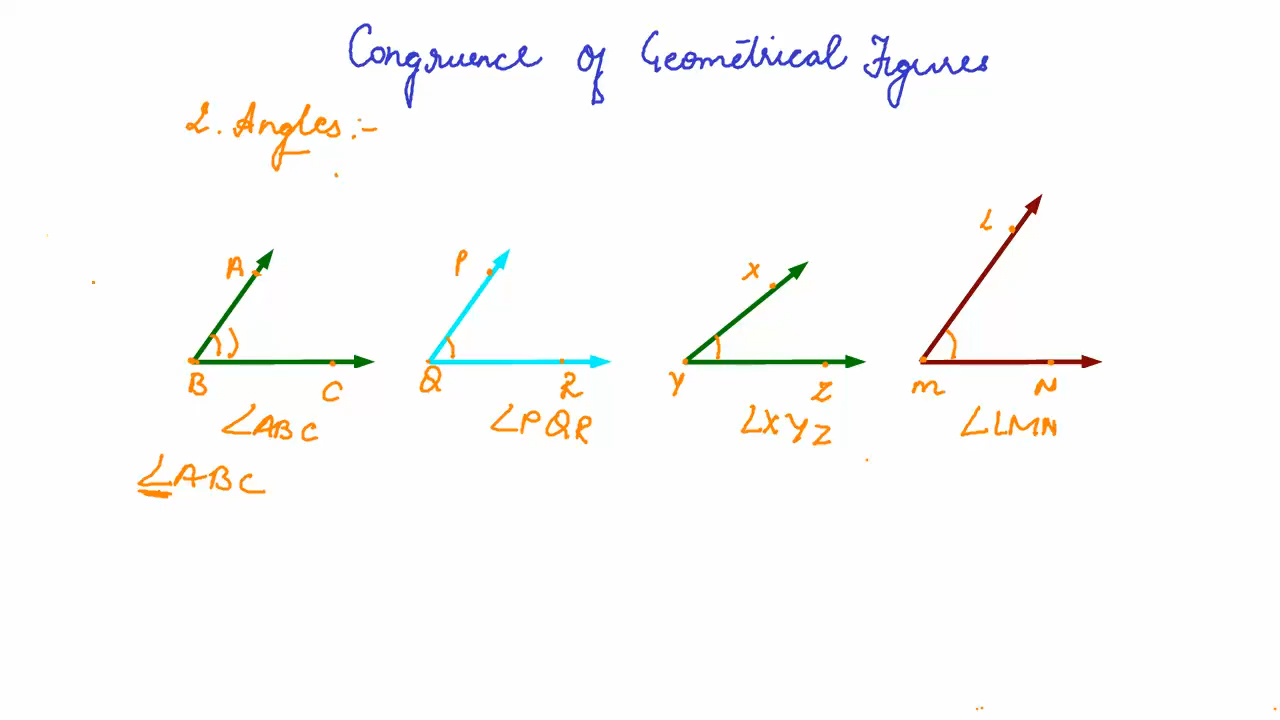 Congruence of Geometrical Figures
2. Angles :-
A
P
X
L
B
C
Q
R
Y
Z
M
N
∠ABC
∠PQR
∠XYZ
∠LMN
∠ABC